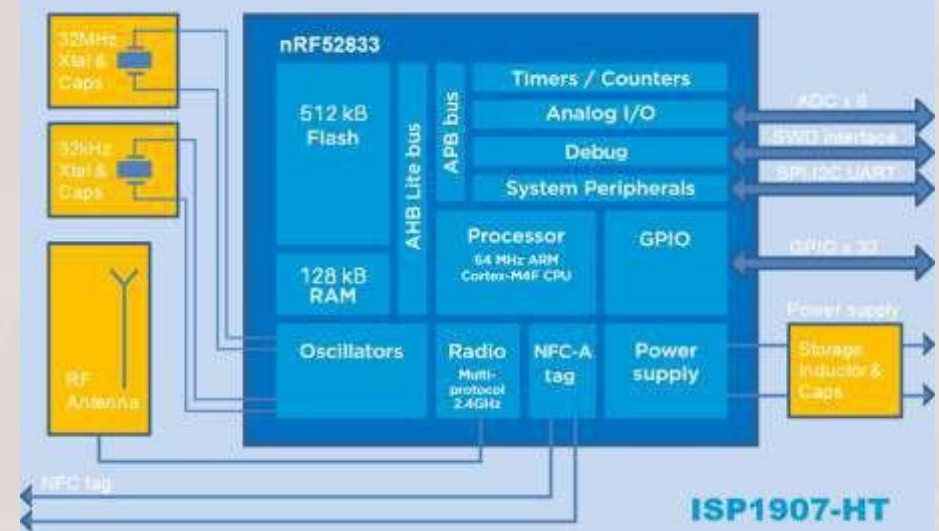 32MHz
Xtal &
Caps
32kHz
Xtal &
Caps
RF
Antenna
nRF52833
512 kB
Flash
128 kB
RAM
AHB Lite bus
APB bus
Timers / Counters
Analog I/O
Debug
System Peripherals
Processor
64 MHz ARM
Cortex-M4F CPU
GPIO
Oscillators
Radio
Multi-
protocol
2.4GHz
NFC-A
tag
Power
supply
ADC x 8
SWD interface
SPI I2C UART
GPIO x 32
Power supply
Storage
Inductor &
Caps
NFC tag
ISP1907-HT